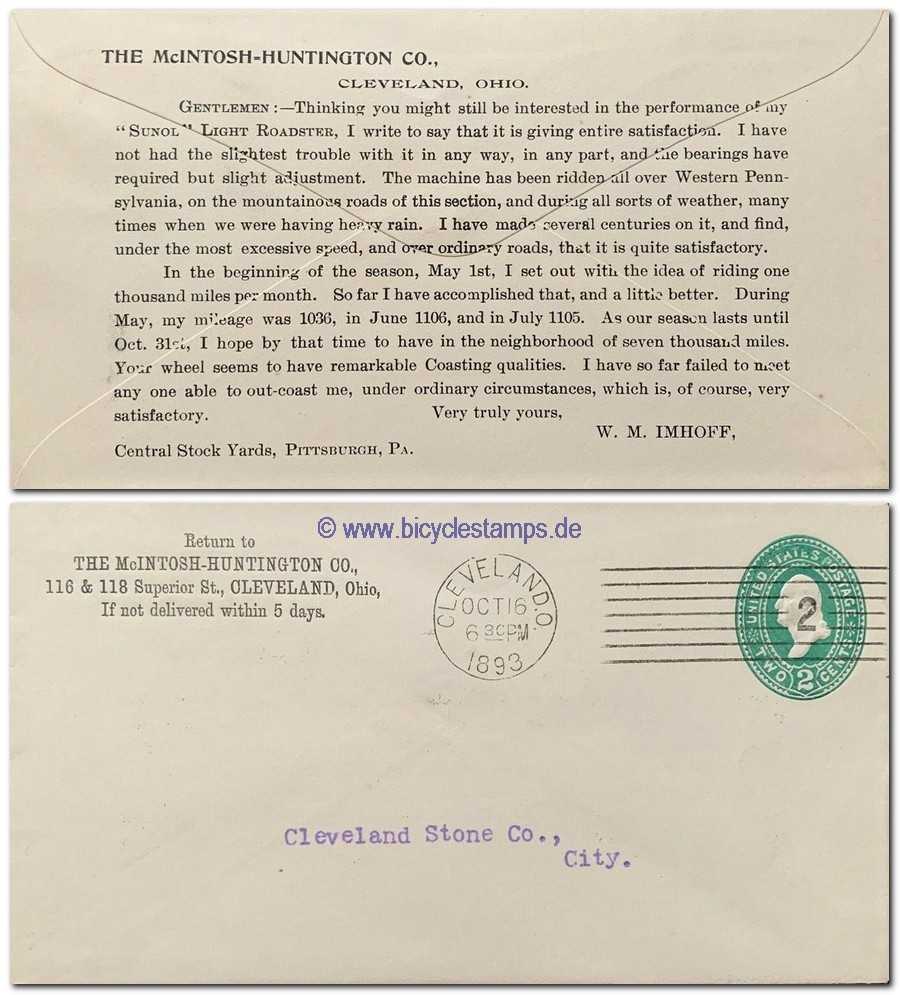 THE McINTOSH-HUNTINGTON CO.,
CLEVELAND, OHIO.
GENTLEMEN:—Thinking you might still be interested in the performance of my
"SUNOL" LIGHT ROADSTER, I write to say that it is giving entire satisfaction. I have
not had the slightest trouble with it in any way, in any part, and the bearings have
required but slight adjustment. The machine has been ridden all over Western Penn-
sylvania, on the mountainous roads of this section, and during all sorts of weather, many
times when we were having heavy rain. I have made several centuries on it, and find,
under the most excessive speed, and over ordinary roads, that it is quite satisfactory.
In the beginning of the season, May 1st, I set out with the idea of riding one
thousand miles per month. So far I have accomplished that, and a little better. During
May, my mileage was 1036, in June 1106, and in July 1105. As our season lasts until
Oct. 31st, I hope by that time to have in the neighborhood of seven thousand miles.
Your wheel seems to have remarkable Coasting qualities. I have so far failed to meet
any one able to out-coast me, under ordinary circumstances, which is, of course, very
satisfactory. Very truly yours,
W. M. IMHOFF,
Central Stock Yards, PITTSBURGH, PA.
© www.bicyclestamps.de
Return to
THE McINTOSH-HUNTINGTON CO.,
116 & 118 Superior St., CLEVELAND, Ohio,
If not delivered within 5 days.
CLEVELAND.O.
OCT 16
6 30 PM
1893
2
UNITED STATES POSTAGE
TWO 2 CENTS
Cleveland Stone Co.,
City.